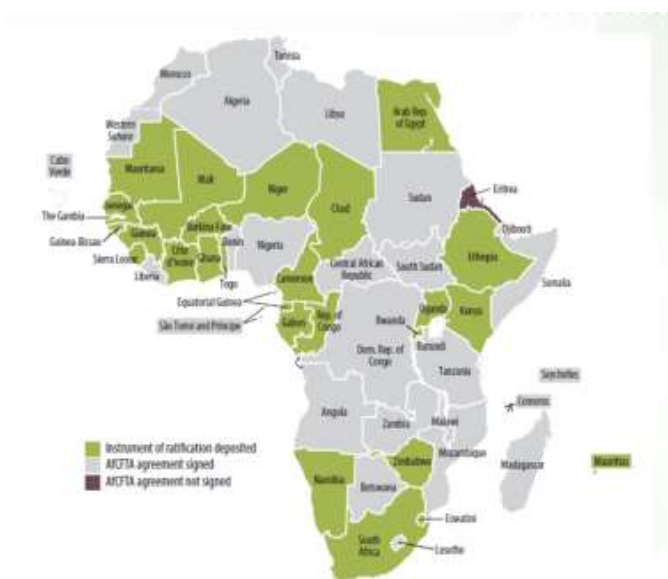 Tunisia
Morocco
Algeria
Libya
Arab Rep.
of Egypt
Western
Sahara
Cabo
Verde
Mauritania
Mali
Niger
Chad
Sudan
Eritrea
Senegal
The Gambia
Guinea-Bissau
Guinea
Burkina Faso
Djibouti
Sierra Leone
Côte
d'Ivoire
Ghana
Benin
Nigeria
Ethiopia
Liberia
Togo
Central African
Republic
South Sudan
Cameroon
Somalia
Equatorial Guinea
São Tomé and Príncipe
Gabon
Rep. of
Congo
Uganda
Kenya
Rwanda
Burundi
Dem. Rep. of
Congo
Tanzania
Seychelles
Comoros
Angola
Zambia
Malawi
Mozambique
Madagascar
Mauritius
Zimbabwe
Namibia
Botswana
Eswatini
South
Africa
Lesotho
Instrument of ratification deposited
AfCFTA agreement signed
AfCFTA agreement not signed